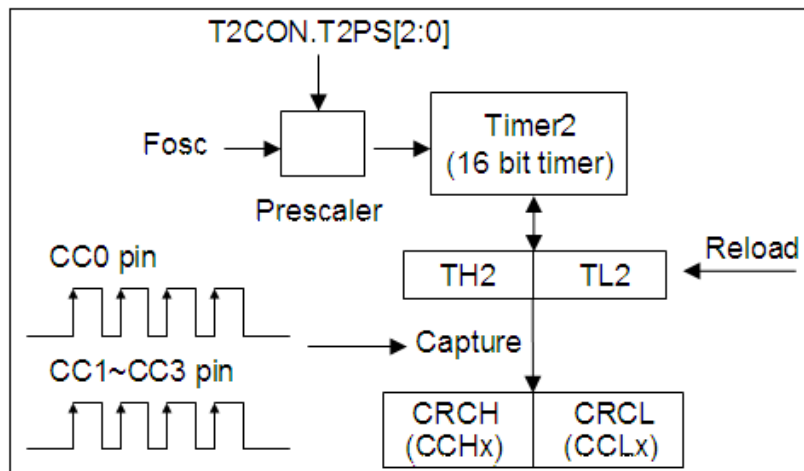 T2CON.T2PS[2:0]
Fosc
Prescaler
Timer2
(16 bit timer)
CC0 pin
TH2
TL2
Reload
Capture
CC1~CC3 pin
CRCH
(CCHx)
CRCL
(CCLx)